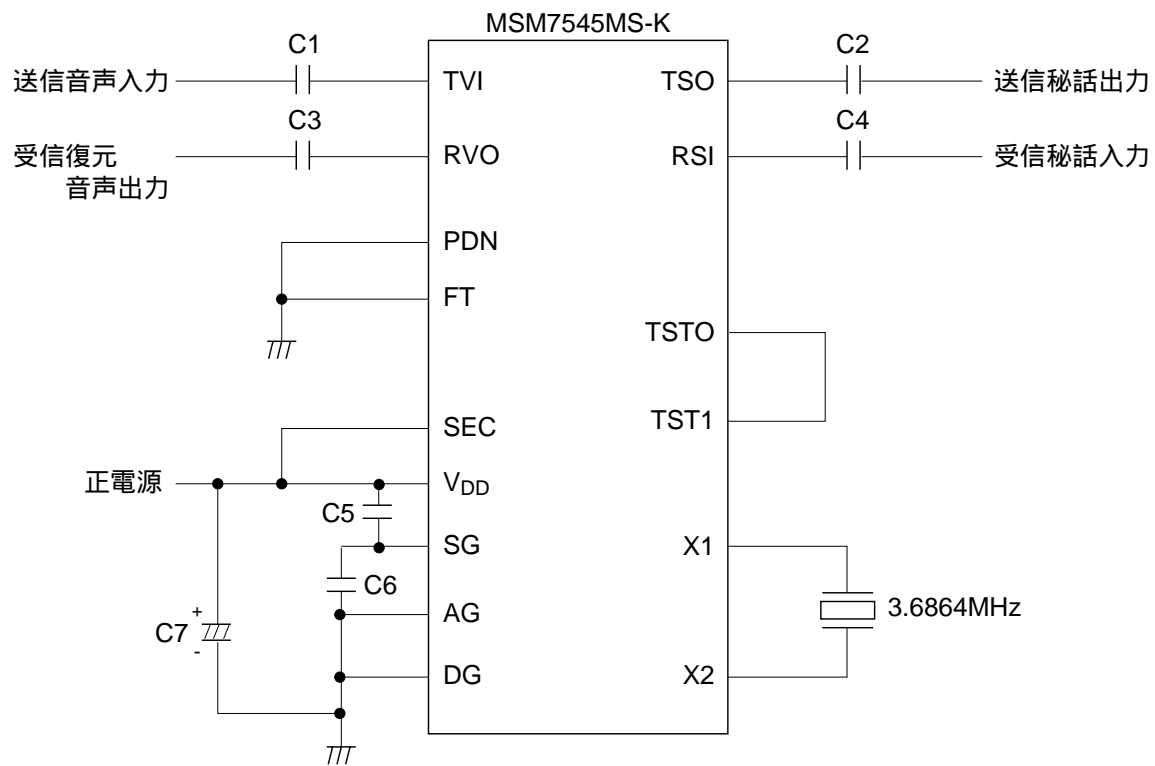 MSM7545MS-K
C1
C2
送信音声入力
TVI
TSO
送信秘話出力
C3
C4
受信復元
音声出力
RVO
RSI
受信秘話入力
PDN
FT
TSTO
TST1
SEC
正電源
VDD
C5
SG
X1
C6
3.6864MHz
AG
+
C7
-
DG
X2